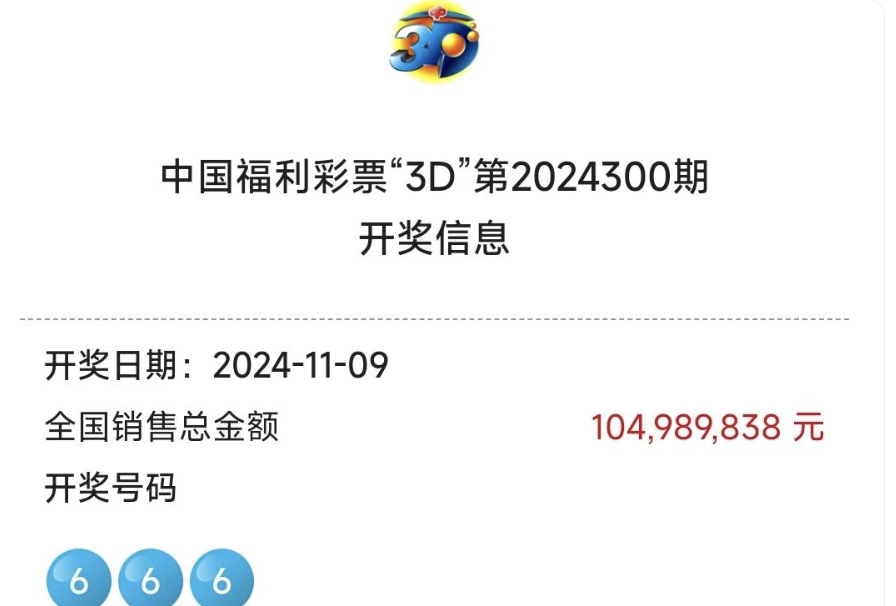 3D
中国福利彩票“3D”第2024300期
开奖信息
开奖日期：2024-11-09
全国销售总金额 104,989,838 元
开奖号码
6 6 6